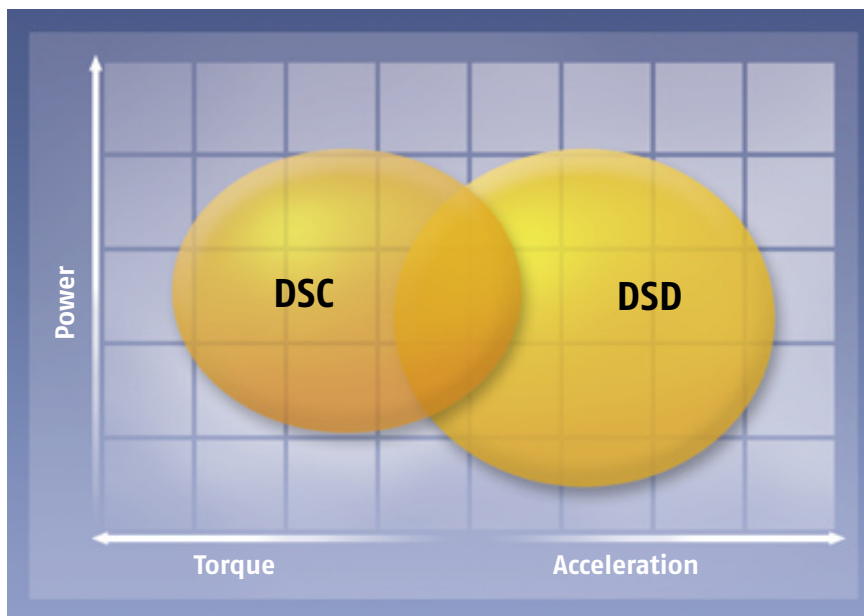 Power
DSC
DSD
Torque
Acceleration